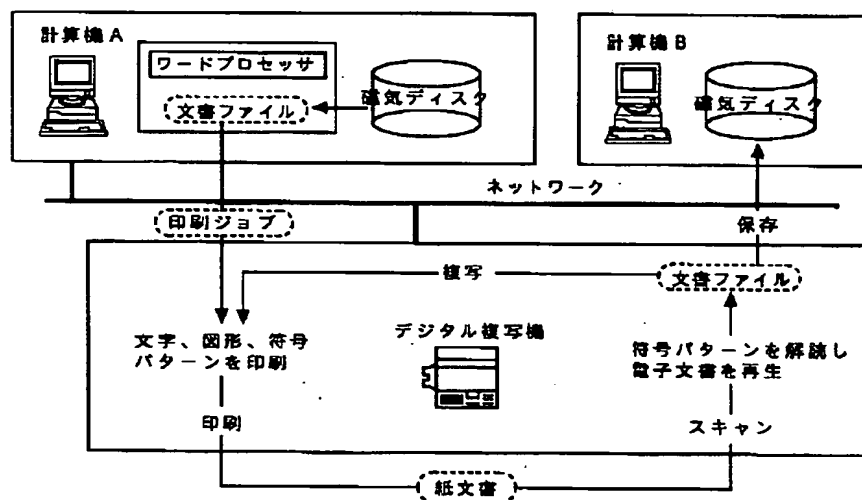 計算機A
ワードプロセッサ
文書ファイル
磁気ディスク
計算機B
磁気ディスク
ネットワーク
印刷ジョブ
保存
複写
文書ファイル
文字、図形、符母
パターンを印刷
デジタル複写機
符号パターンを解読し
電子文書を再生
印刷
スキャン
紙文書